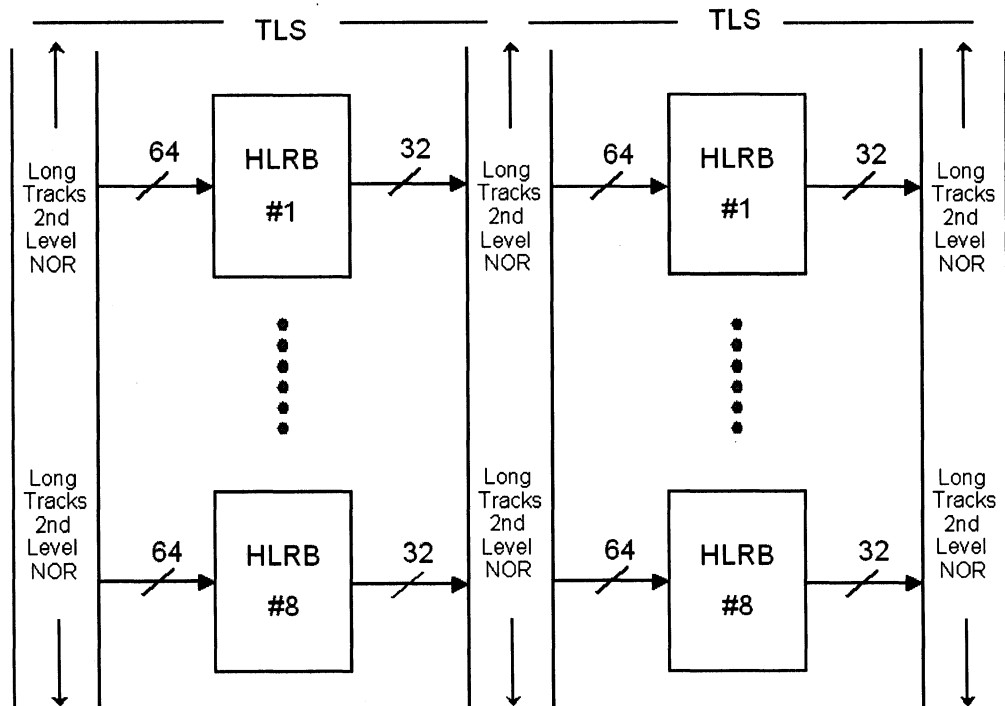 TLS
TLS
Long
Tracks
2nd
Level
NOR
64
HLRB
#1
32
Long
Tracks
2nd
Level
NOR
64
HLRB
#1
32
Long
Tracks
2nd
Level
NOR
Long
Tracks
2nd
Level
NOR
64
HLRB
#8
32
Long
Tracks
2nd
Level
NOR
64
HLRB
#8
32
Long
Tracks
2nd
Level
NOR